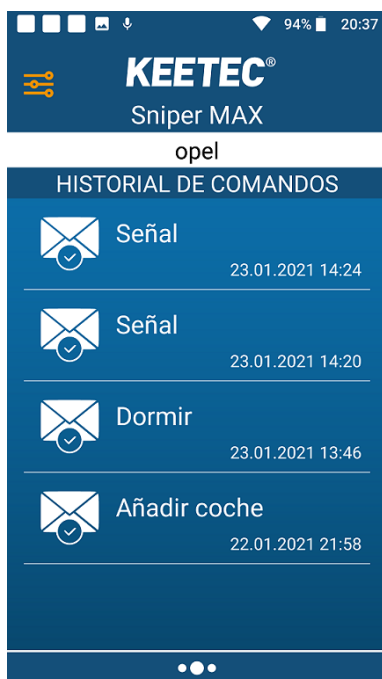 94% 20:37
KEETEC®
Sniper MAX
opel
HISTORIAL DE COMANDOS
Señal
23.01.2021 14:24
Señal
23.01.2021 14:20
Dormir
23.01.2021 13:46
Añadir coche
22.01.2021 21:58